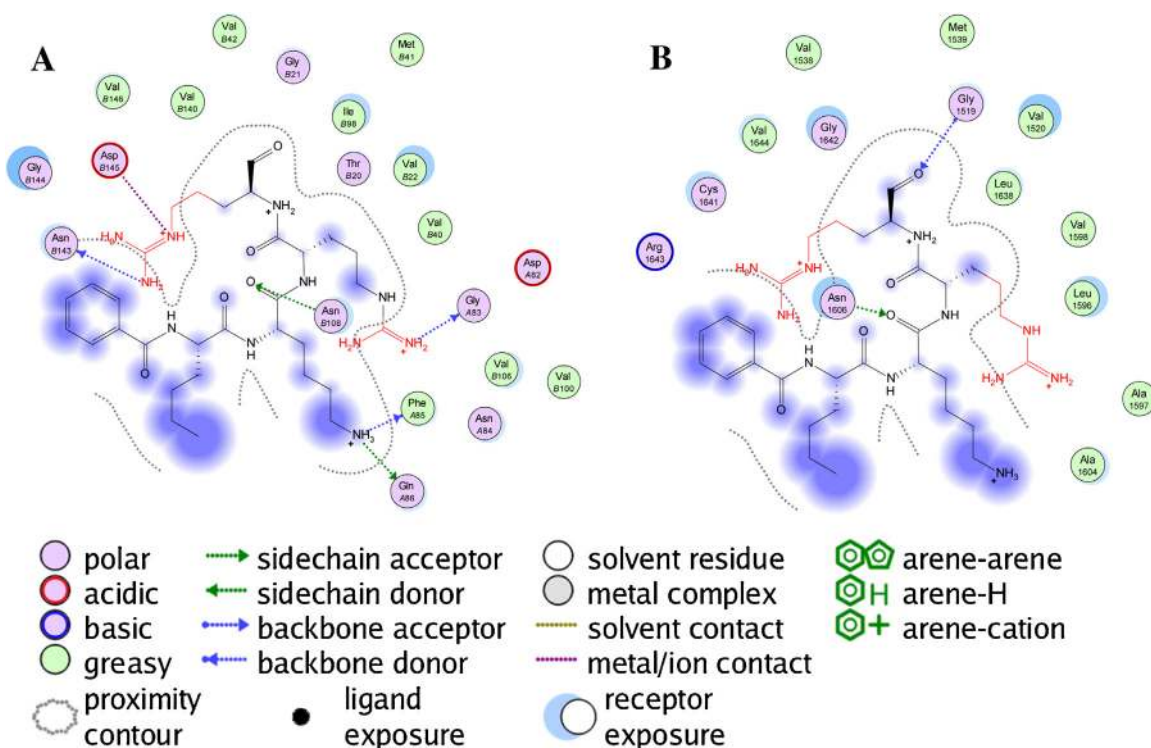 A
Val
B42
Met
B41
Gly
B21
Val
B146
Val
B140
Ile
B98
Asp
B145
Gly
B144
Thr
B20
Val
B22
O
NH2
+
Asn
B143
H2N
NH
+
NH2
O
NH
Val
B40
Asp
A82
O
O
O
Asn
B108
NH
Gly
A83
H2N
NH2
+
N
H
N
H
O
Val
B106
Val
B100
Phe
A85
Asn
A84
NH3
+
Gln
A86
B
Val
1538
Met
1539
Gly
1519
Val
1520
Val
1644
Gly
1642
Cys
1641
Leu
1638
Arg
1643
Val
1598
Leu
1596
O
NH2
+
H2N
NH
+
NH2
O
NH
Asn
1606
O
O
O
NH
H2N
NH2
+
N
H
N
H
O
Ala
1597
Ala
1604
NH3
+
polar sidechain acceptor solvent residue arene-arene
acidic sidechain donor metal complex H arene-H
basic backbone acceptor solvent contact + arene-cation
greasy backbone donor metal/ion contact
proximity ligand receptor
contour exposure exposure